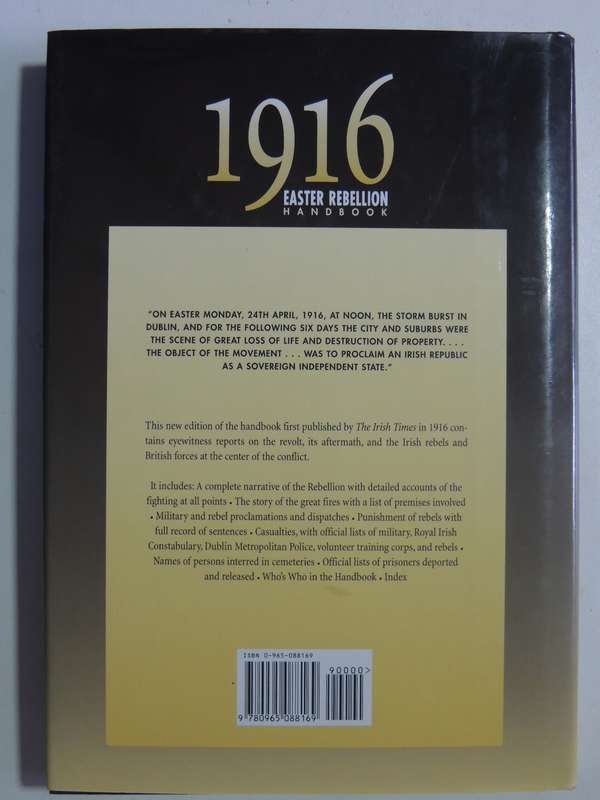 1916
EASTER REBELLION
HANDBOOK
"ON EASTER MONDAY, 24TH APRIL, 1916, AT NOON, THE STORM BURST IN
DUBLIN, AND FOR THE FOLLOWING SIX DAYS THE CITY AND SUBURBS WERE
THE SCENE OF GREAT LOSS OF LIFE AND DESTRUCTION OF PROPERTY. . . .
THE OBJECT OF THE MOVEMENT . . . WAS TO PROCLAIM AN IRISH REPUBLIC
AS A SOVEREIGN INDEPENDENT STATE."
This new edition of the handbook first published by The Irish Times in 1916 con-
tains eyewitness reports on the revolt, its aftermath, and the Irish rebels and
British forces at the center of the conflict.
It includes: A complete narrative of the Rebellion with detailed accounts of the
fighting at all points • The story of the great fires with a list of premises involved
• Military and rebel proclamations and dispatches • Punishment of rebels with
full record of sentences • Casualties, with official lists of military, Royal Irish
Constabulary, Dublin Metropolitan Police, volunteer training corps, and rebels •
Names of persons interred in cemeteries • Official lists of prisoners deported
and released • Who's Who in the Handbook • Index
ISBN 0-965-088169
90000>
9 780965 088169